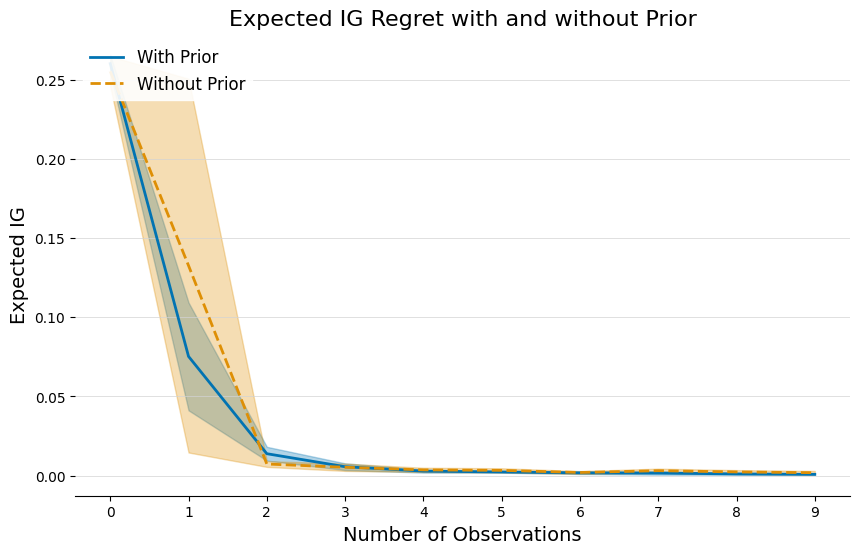 Expected IG Regret with and without Prior
With Prior
Without Prior
0.25
0.20
0.15
0.10
0.05
0.00
Expected IG
0 1 2 3 4 5 6 7 8 9
Number of Observations